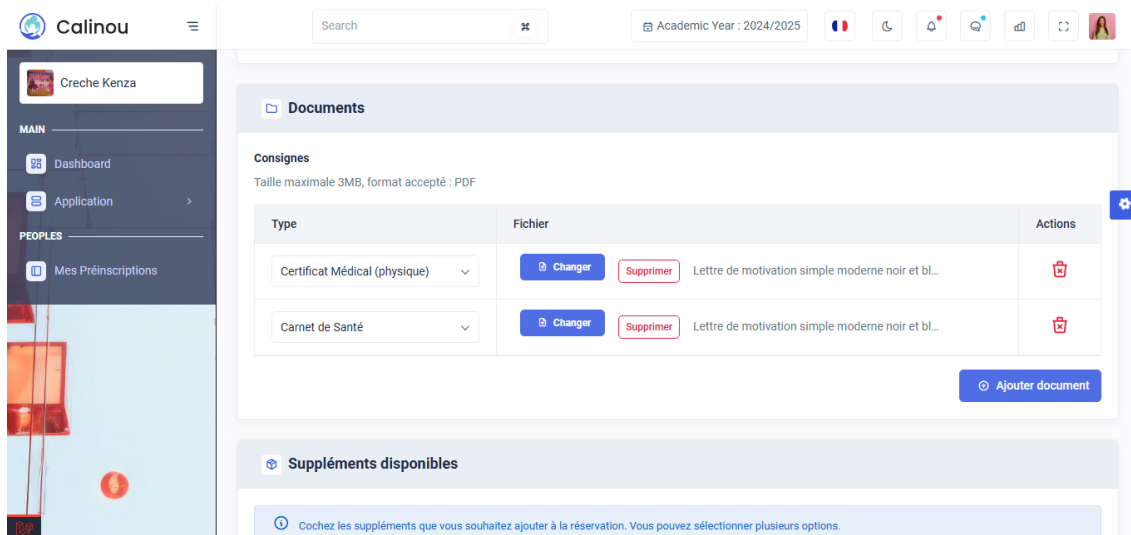 Calinou
Search
Academic Year : 2024/2025
Creche Kenza
MAIN
Dashboard
Application
PEOPLES
Mes Préinscriptions
Documents
Consignes
Taille maximale 3MB, format accepté : PDF
Type Fichier Actions
Certificat Médical (physique) Changer Supprimer Lettre de motivation simple moderne noir et bl...
Carnet de Santé Changer Supprimer Lettre de motivation simple moderne noir et bl...
Ajouter document
Suppléments disponibles
Cochez les suppléments que vous souhaitez ajouter à la réservation. Vous pouvez sélectionner plusieurs options.